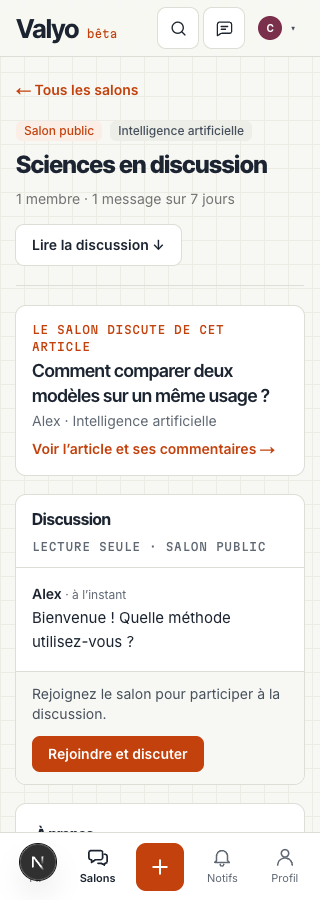 Valyo bêta
C
← Tous les salons
Salon public Intelligence artificielle
Sciences en discussion
1 membre · 1 message sur 7 jours
Lire la discussion ↓
LE SALON DISCUTE DE CET
ARTICLE
Comment comparer deux
modèles sur un même usage ?
Alex · Intelligence artificielle
Voir l’article et ses commentaires →
Discussion
LECTURE SEULE · SALON PUBLIC
Alex · à l’instant
Bienvenue ! Quelle méthode
utilisez-vous ?
Rejoignez le salon pour participer à la
discussion.
Rejoindre et discuter
N
Salons
Notifs
Profil